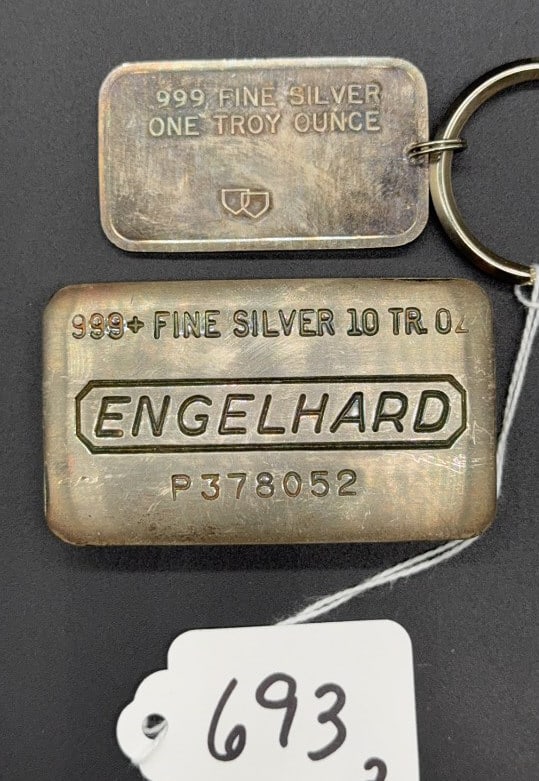 999 FINE SILVER
ONE TROY OUNCE
999+ FINE SILVER 10 TR. OZ
ENGELHARD
P378052
693